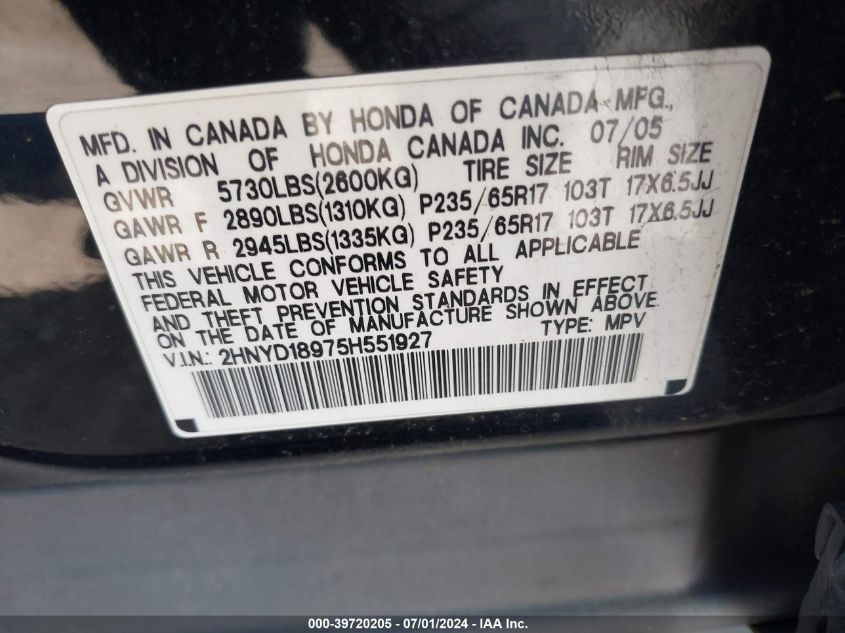 MFD. IN CANADA BY HONDA OF CANADA MFG.,
A DIVISION OF HONDA CANADA INC. 07/05
GVWR 5730LBS(2600KG) TIRE SIZE RIM SIZE
GAWR F 2890LBS(1310KG) P235/65R17 103T 17X6.5JJ
GAWR R 2945LBS(1335KG) P235/65R17 103T 17X6.5JJ
THIS VEHICLE CONFORMS TO ALL APPLICABLE
FEDERAL MOTOR VEHICLE SAFETY
AND THEFT PREVENTION STANDARDS IN EFFECT
ON THE DATE OF MANUFACTURE SHOWN ABOVE.
V.I.N.: 2HNYD18975H551927 TYPE: MPV
000-39720205 - 07/01/2024 - IAA Inc.